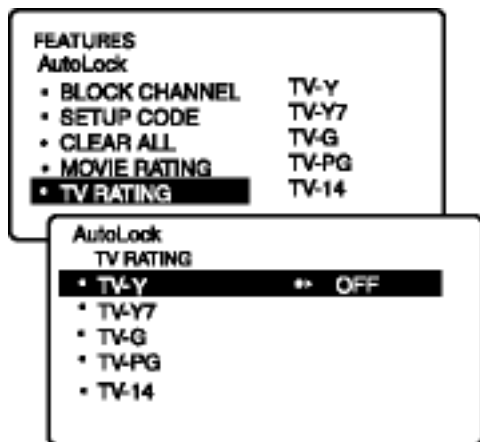 FEATURES
AutoLock
• BLOCK CHANNEL TV-Y
• SETUP CODE TV-Y7
• CLEAR ALL TV-G
• MOVIE RATING TV-PG
• TV RATING TV-14
AutoLock
TV RATING
• TV-Y OFF
• TV-Y7
• TV-G
• TV-PG
• TV-14